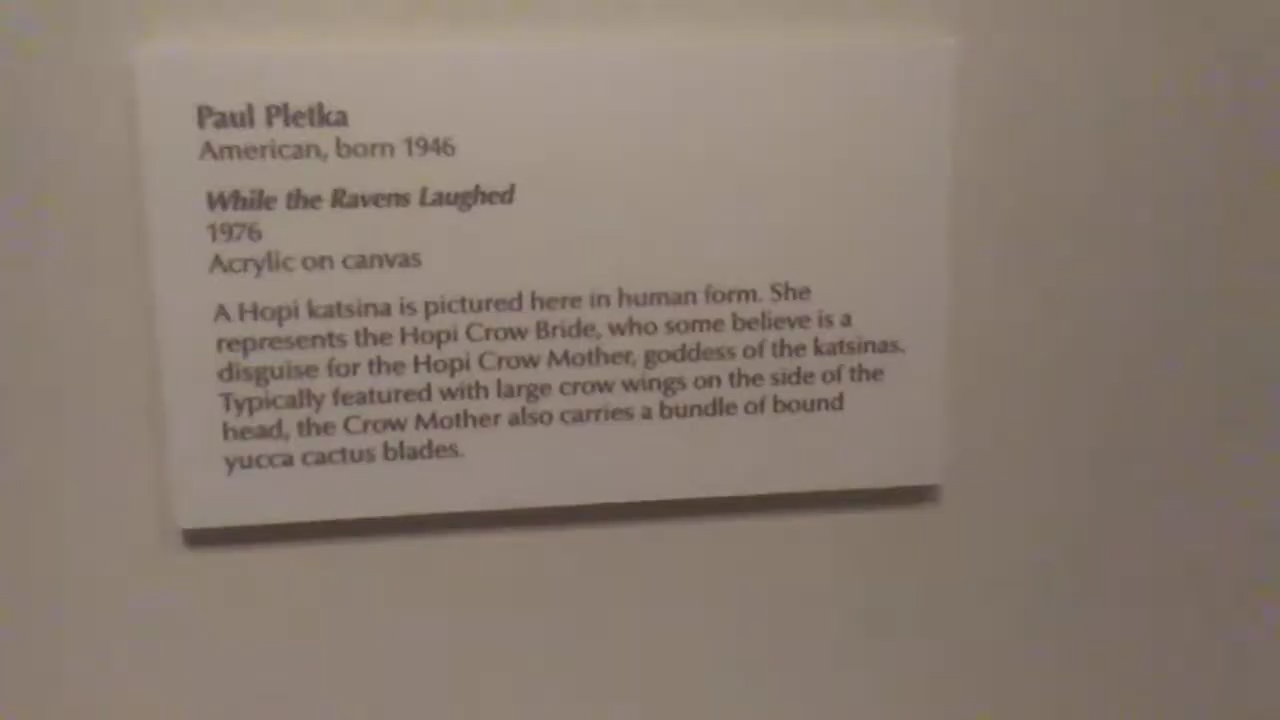 Paul Pletka
American, born 1946
While the Ravens Laughed
1976
Acrylic on canvas
A Hopi katsina is pictured here in human form. She
represents the Hopi Crow Bride, who some believe is a
disguise for the Hopi Crow Mother, goddess of the katsinas.
Typically featured with large crow wings on the side of the
head, the Crow Mother also carries a bundle of bound
yucca cactus blades.